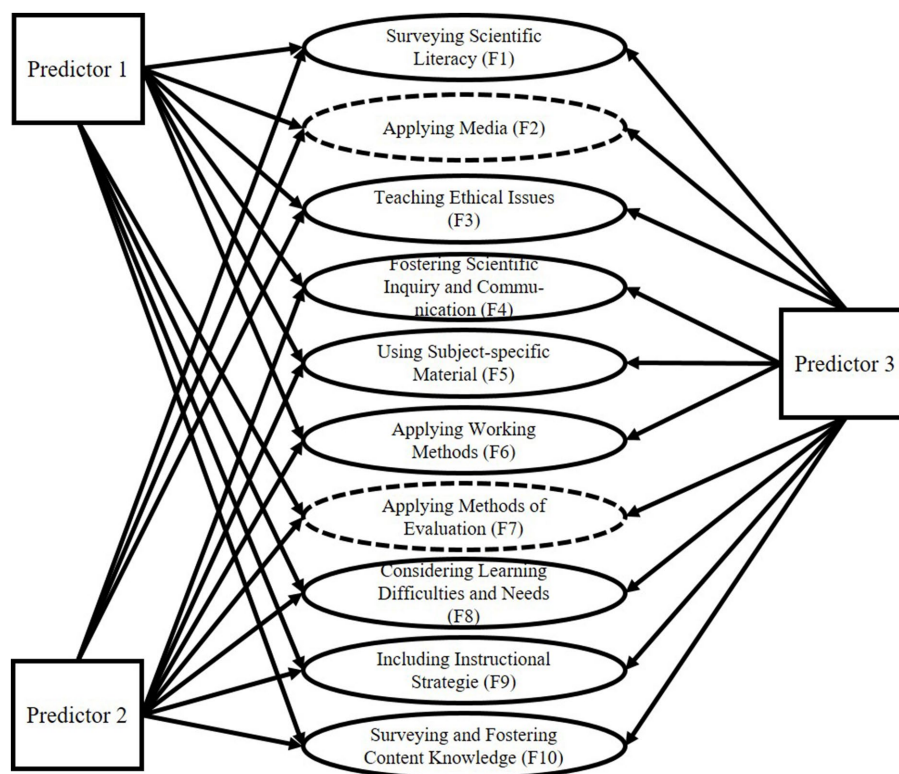 Predictor 1
Surveying Scientific
Literacy (F1)
Applying Media (F2)
Teaching Ethical Issues
(F3)
Fostering Scientific
Inquiry and Commu-
nication (F4)
Using Subject-specific
Material (F5)
Predictor 3
Applying Working
Methods (F6)
Applying Methods of
Evaluation (F7)
Considering Learning
Difficulties and Needs
(F8)
Including Instructional
Strategie (F9)
Predictor 2
Surveying and Fostering
Content Knowledge (F10)